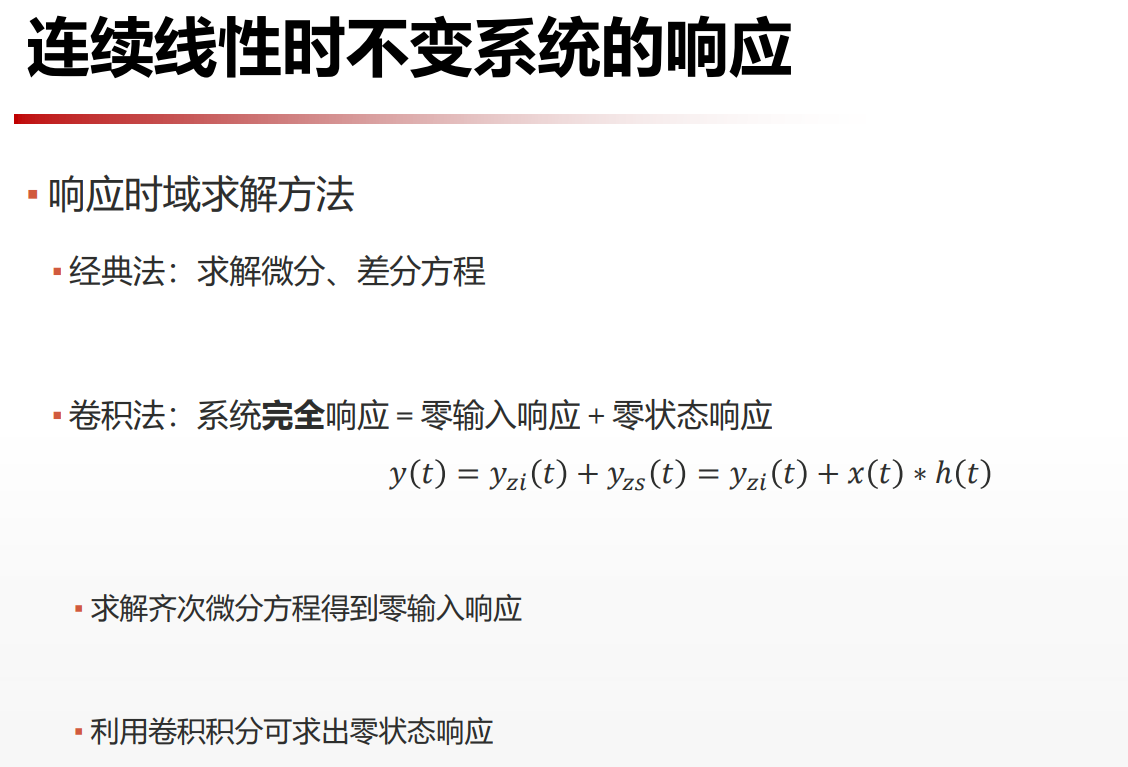 连续线性时不变系统的响应
▪ 响应时域求解方法
▪ 经典法：求解微分、差分方程
▪ 卷积法：系统完全响应 = 零输入响应 + 零状态响应
y(t) = y_{zi}(t) + y_{zs}(t) = y_{zi}(t) + x(t) * h(t)
▪ 求解齐次微分方程得到零输入响应
▪ 利用卷积积分可求出零状态响应